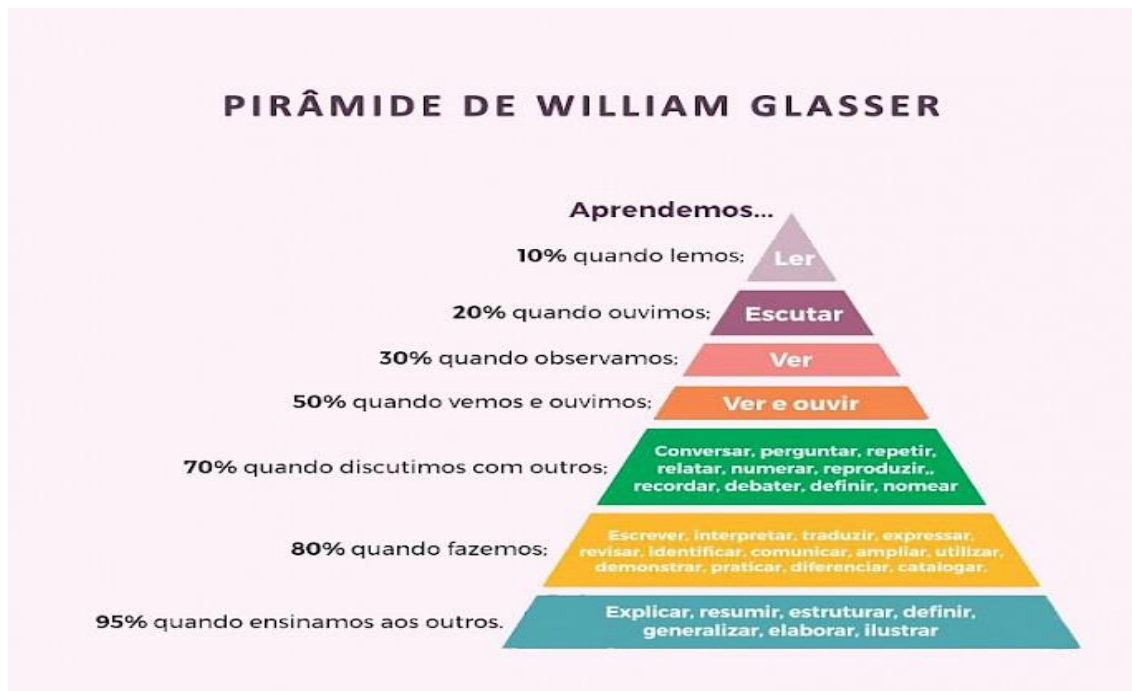 PIRÂMIDE DE WILLIAM GLASSER
Aprendemos...
10% quando lemos;
Ler
20% quando ouvimos;
Escutar
30% quando observamos;
Ver
50% quando vemos e ouvimos;
Ver e ouvir
70% quando discutimos com outros;
Conversar, perguntar, repetir,
relatar, numerar, reproduzir,,
recordar, debater, definir, nomear
80% quando fazemos;
Escrever, interpretar, traduzir, expressar,
revisar, identificar, comunicar, ampliar, utilizar,
demonstrar, praticar, diferenciar, catalogar.
95% quando ensinamos aos outros.
Explicar, resumir, estruturar, definir,
generalizar, elaborar, ilustrar